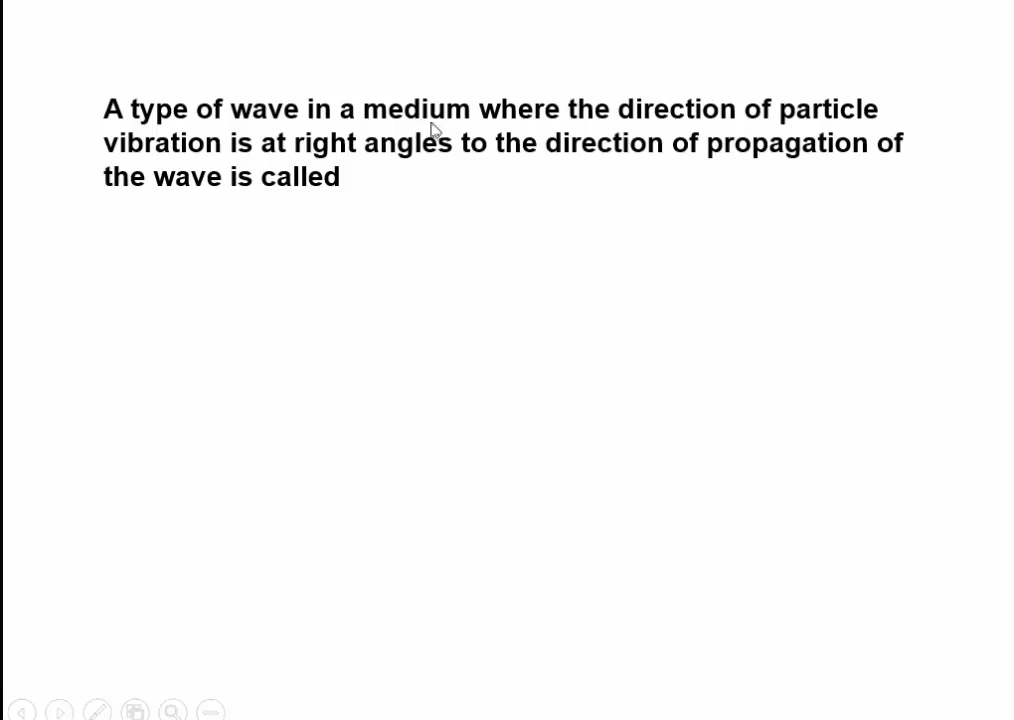 A type of wave in a medium where the direction of particle
vibration is at right angles to the direction of propagation of
the wave is called